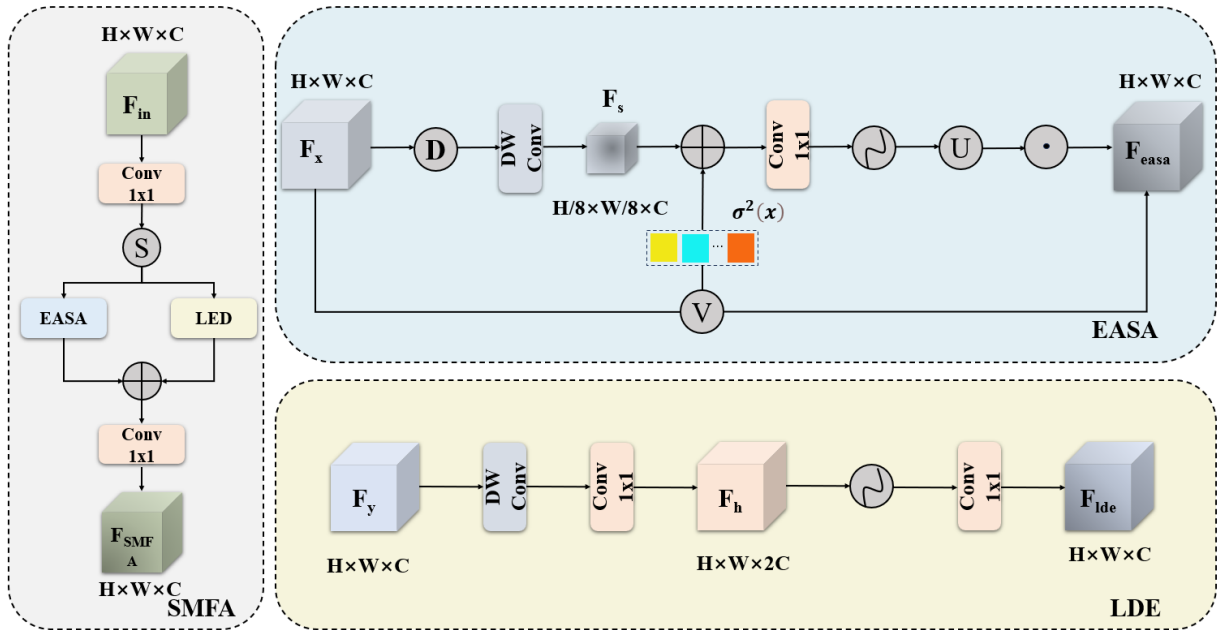 H×W×C
F_in
Conv
1x1
S
EASA
LED
Conv
1x1
F_SMF
A
H×W×C
SMFA
H×W×C
F_x
D
DW
Conv
F_s
H/8×W/8×C
σ²(x)
...
V
Conv
1x1
U
·
H×W×C
F_easa
EASA
F_y
H×W×C
DW
Conv
Conv
1x1
F_h
H×W×2C
Conv
1x1
F_lde
H×W×C
LDE